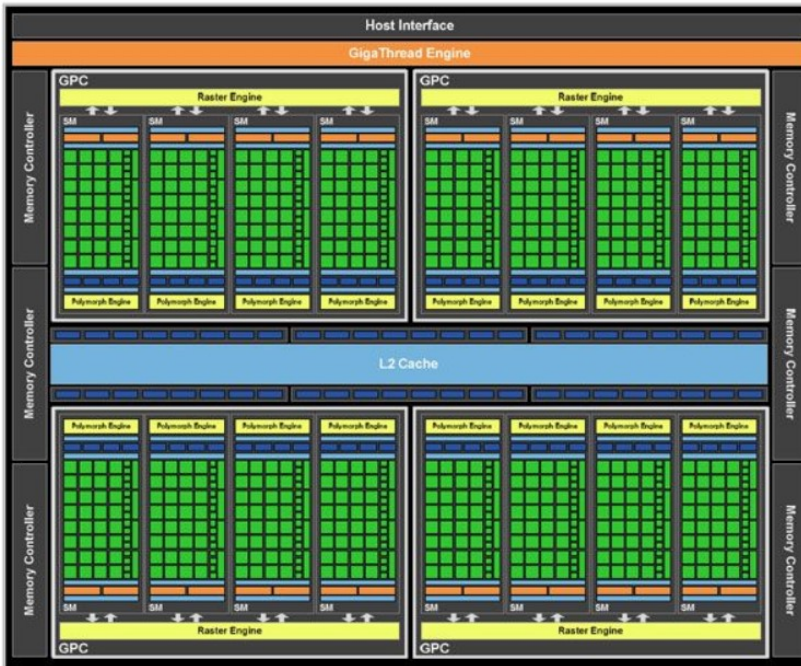 Host Interface
GigaThread Engine
Memory Controller
Memory Controller
Memory Controller
Memory Controller
Memory Controller
Memory Controller
GPC
Raster Engine
SM SM SM SM
Polymorph Engine Polymorph Engine Polymorph Engine Polymorph Engine
GPC
Raster Engine
SM SM SM SM
Polymorph Engine Polymorph Engine Polymorph Engine Polymorph Engine
L2 Cache
Polymorph Engine Polymorph Engine Polymorph Engine Polymorph Engine
SM SM SM SM
Raster Engine
GPC
Polymorph Engine Polymorph Engine Polymorph Engine Polymorph Engine
SM SM SM SM
Raster Engine
GPC